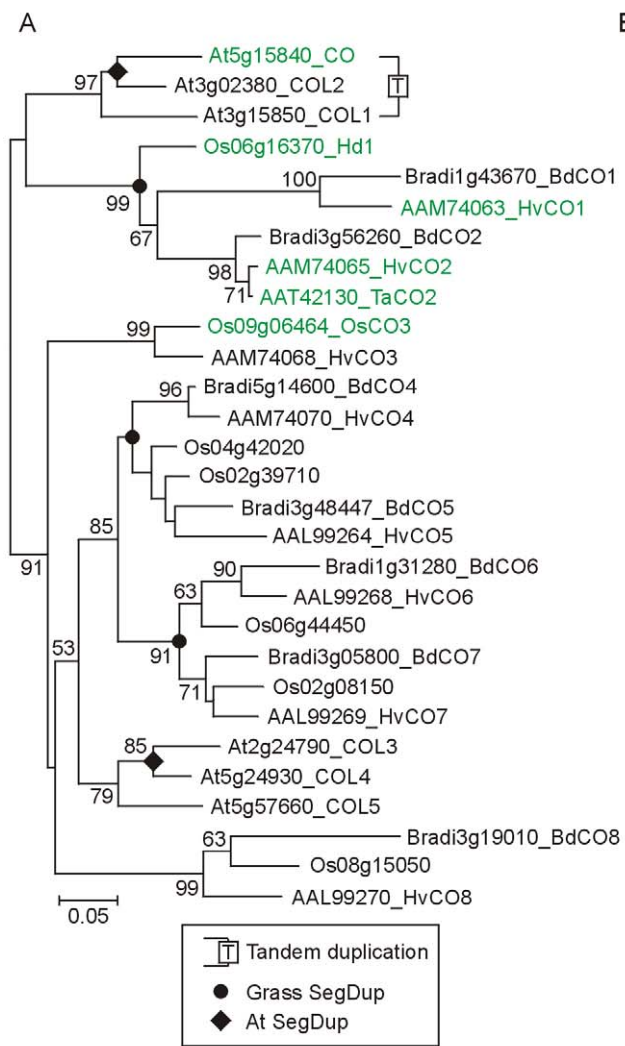 A
E
At5g15840_CO
T
97
At3g02380_COL2
At3g15850_COL1
Os06g16370_Hd1
100
Bradi1g43670_BdCO1
99
AAM74063_HvCO1
67
Bradi3g56260_BdCO2
98
AAM74065_HvCO2
71
AAT42130_TaCO2
99
Os09g06464_OsCO3
AAM74068_HvCO3
96
Bradi5g14600_BdCO4
AAM74070_HvCO4
Os04g42020
Os02g39710
85
Bradi3g48447_BdCO5
AAL99264_HvCO5
91
90
Bradi1g31280_BdCO6
63
AAL99268_HvCO6
Os06g44450
91
53
Bradi3g05800_BdCO7
71
Os02g08150
AAL99269_HvCO7
85
At2g24790_COL3
At5g24930_COL4
79
At5g57660_COL5
63
Bradi3g19010_BdCO8
Os08g15050
99
AAL99270_HvCO8
0.05
T Tandem duplication
Grass SegDup
At SegDup